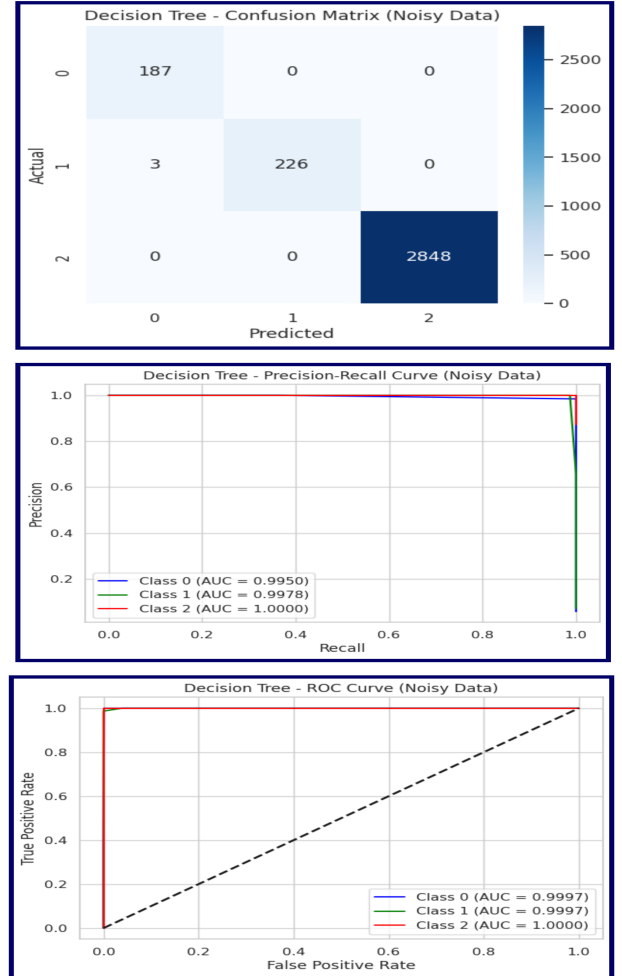 Decision Tree - Confusion Matrix (Noisy Data)
0 187 0 0
Actual
1 3 226 0
2 0 0 2848
0 1 2
Predicted
2500
2000
1500
1000
500
0
Decision Tree - Precision-Recall Curve (Noisy Data)
1.0
0.8
0.6
0.4
0.2
Precision
Class 0 (AUC = 0.9950)
Class 1 (AUC = 0.9978)
Class 2 (AUC = 1.0000)
0.0 0.2 0.4 0.6 0.8 1.0
Recall
Decision Tree - ROC Curve (Noisy Data)
1.0
0.8
0.6
0.4
0.2
0.0
True Positive Rate
Class 0 (AUC = 0.9997)
Class 1 (AUC = 0.9997)
Class 2 (AUC = 1.0000)
0.0 0.2 0.4 0.6 0.8 1.0
False Positive Rate